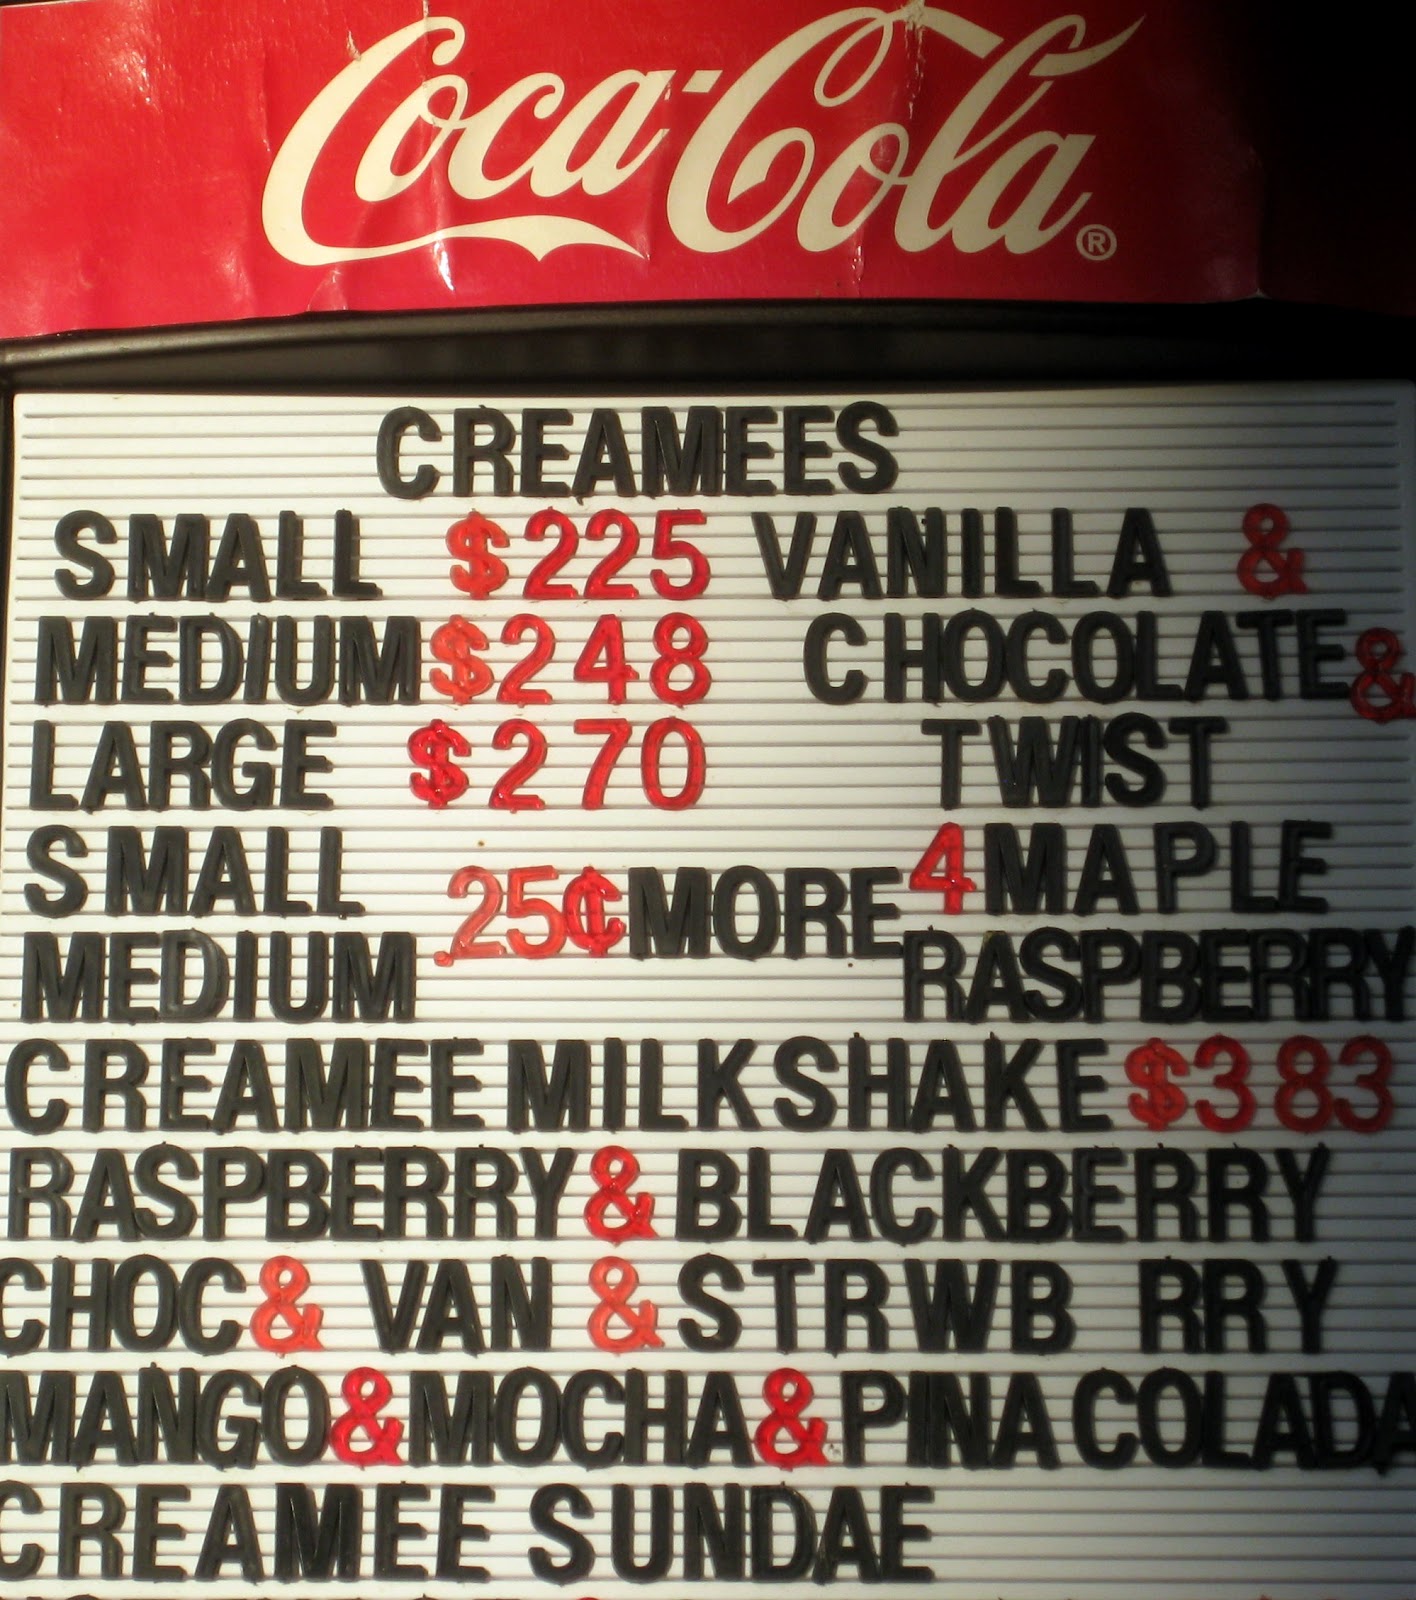 Coca-Cola®
CREAMEES
SMALL $225 VANILLA &
MEDIUM $248 CHOCOLATE &
LARGE $270 TWIST
SMALL .25¢ MORE 4 MAPLE
MEDIUM RASPBERRY
CREAMEE MILKSHAKE $383
RASPBERRY & BLACKBERRY
CHOC & VAN & STRWB RRY
MANGO & MOCHA & PINA COLADA
CREAMEE SUNDAE